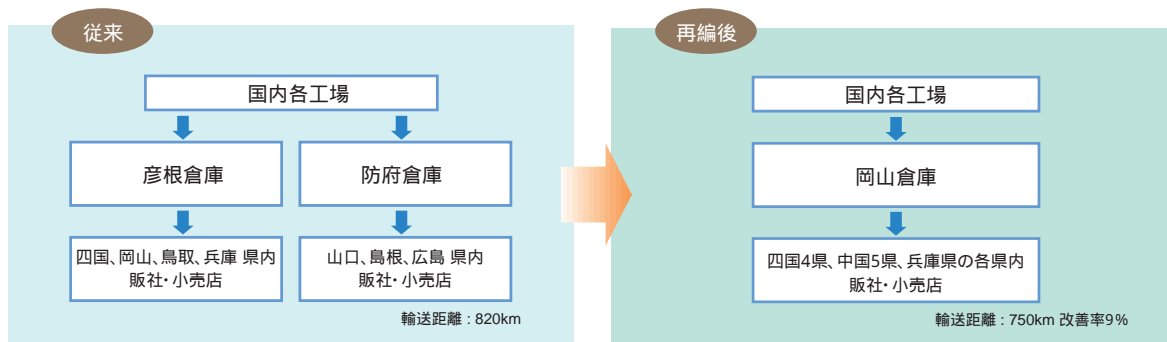 従来
国内各工場
彦根倉庫
防府倉庫
四国、岡山、鳥取、兵庫 県内
販社・小売店
山口、島根、広島 県内
販社・小売店
輸送距離 : 820km
再編後
国内各工場
岡山倉庫
四国4県、中国5県、兵庫県の各県内
販社・小売店
輸送距離 : 750km 改善率9%